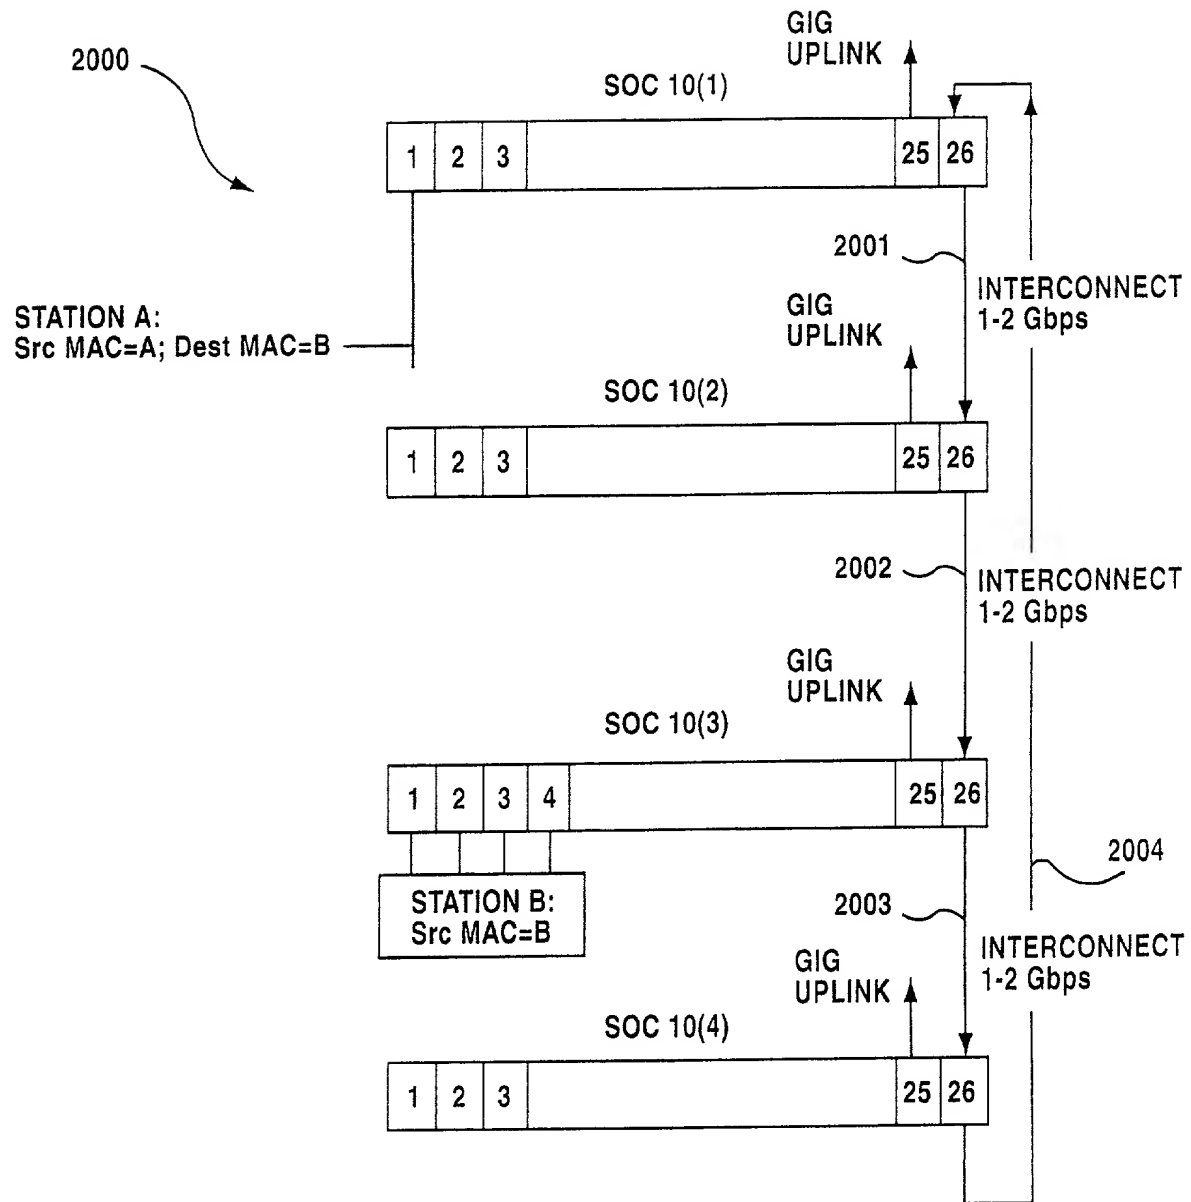 GIG
UPLINK
2000
SOC 10(1)
1 2 3 25 26
2001
INTERCONNECT
1-2 Gbps
GIG
UPLINK
STATION A:
Src MAC=A; Dest MAC=B
SOC 10(2)
1 2 3 25 26
2002
INTERCONNECT
1-2 Gbps
GIG
UPLINK
SOC 10(3)
1 2 3 4 25 26
2004
STATION B:
Src MAC=B
2003
INTERCONNECT
1-2 Gbps
GIG
UPLINK
SOC 10(4)
1 2 3 25 26